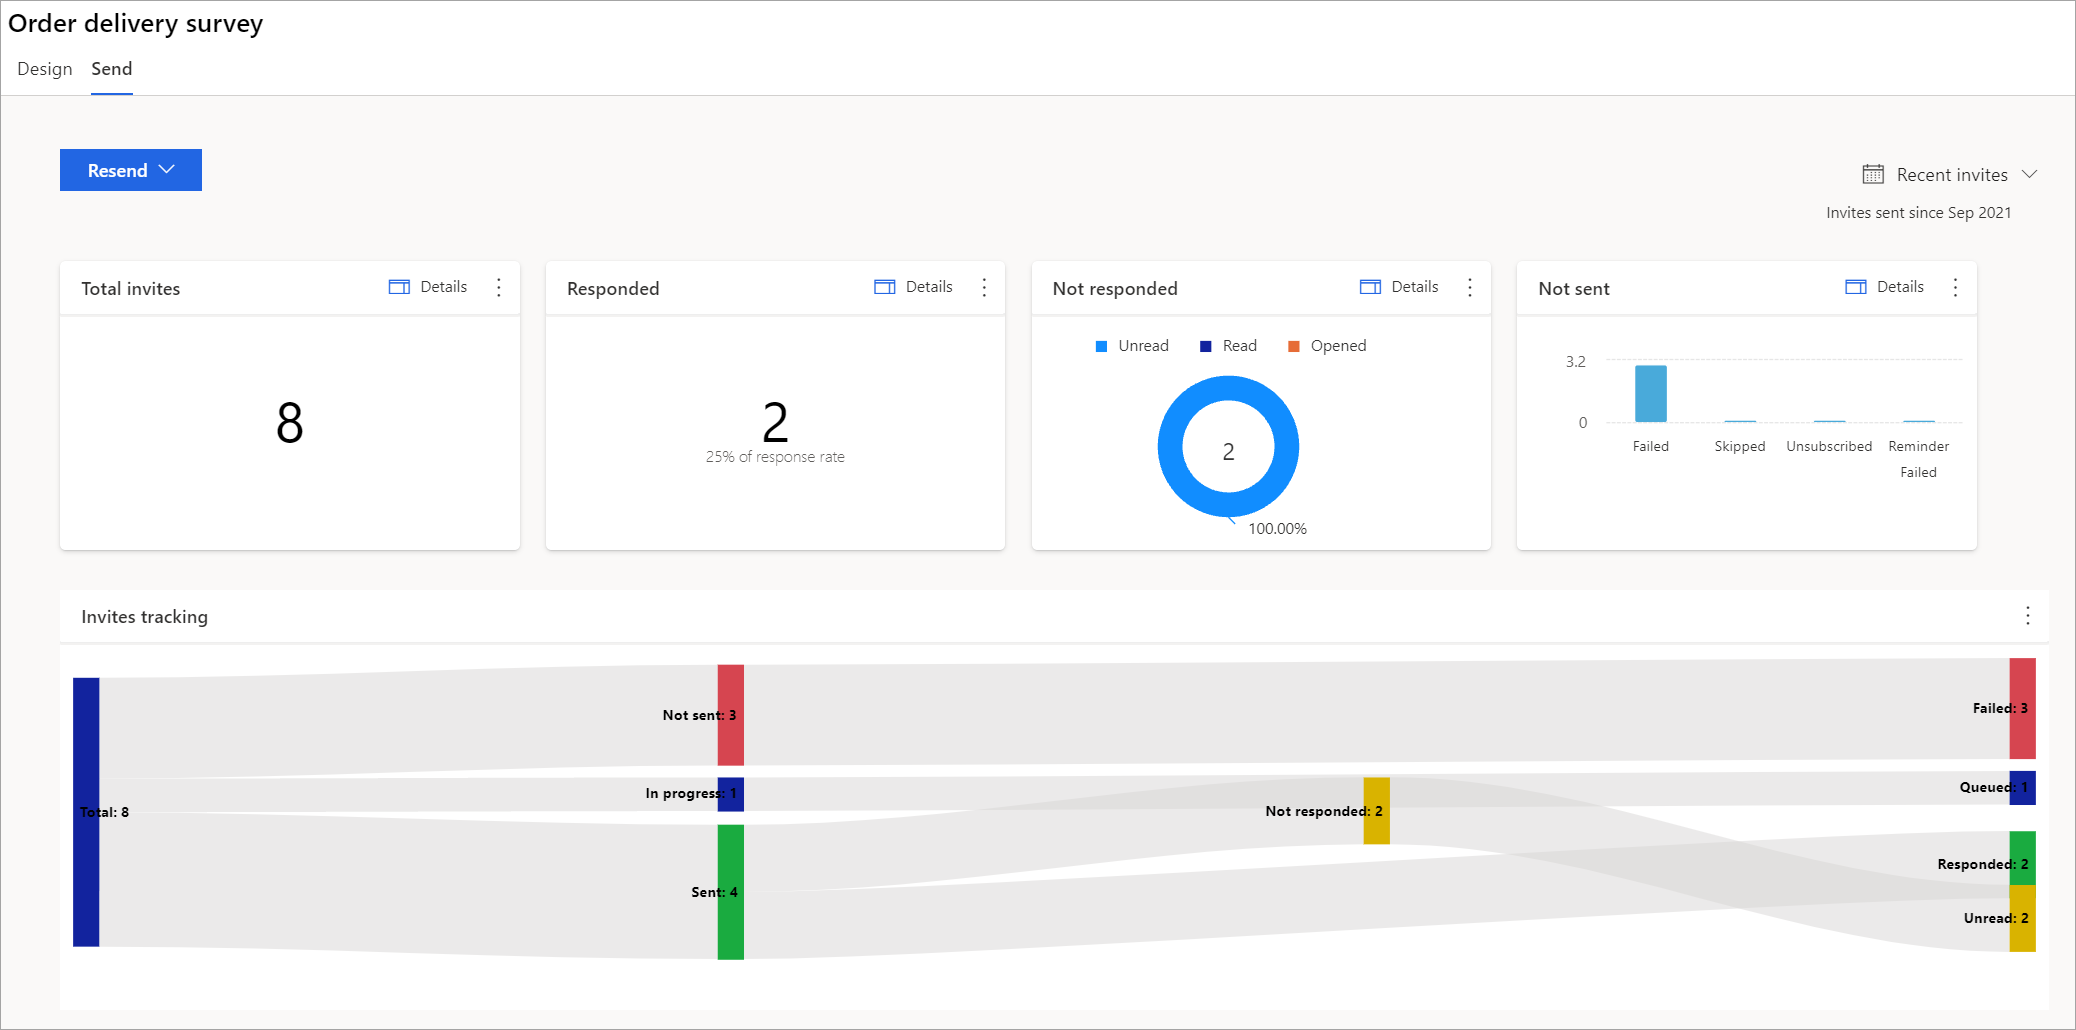 Order delivery survey
Design Send
Resend
Recent invites
Invites sent since Sep 2021
Total invites Details
8
Responded Details
2
25% of response rate
Not responded Details
Unread Read Opened
2
100.00%
Not sent Details
3.2
0
Failed Skipped Unsubscribed Reminder
Failed
Invites tracking
Total: 8
Not sent: 3
In progress: 1
Sent: 4
Not responded: 2
Failed: 3
Queued: 1
Responded: 2
Unread: 2